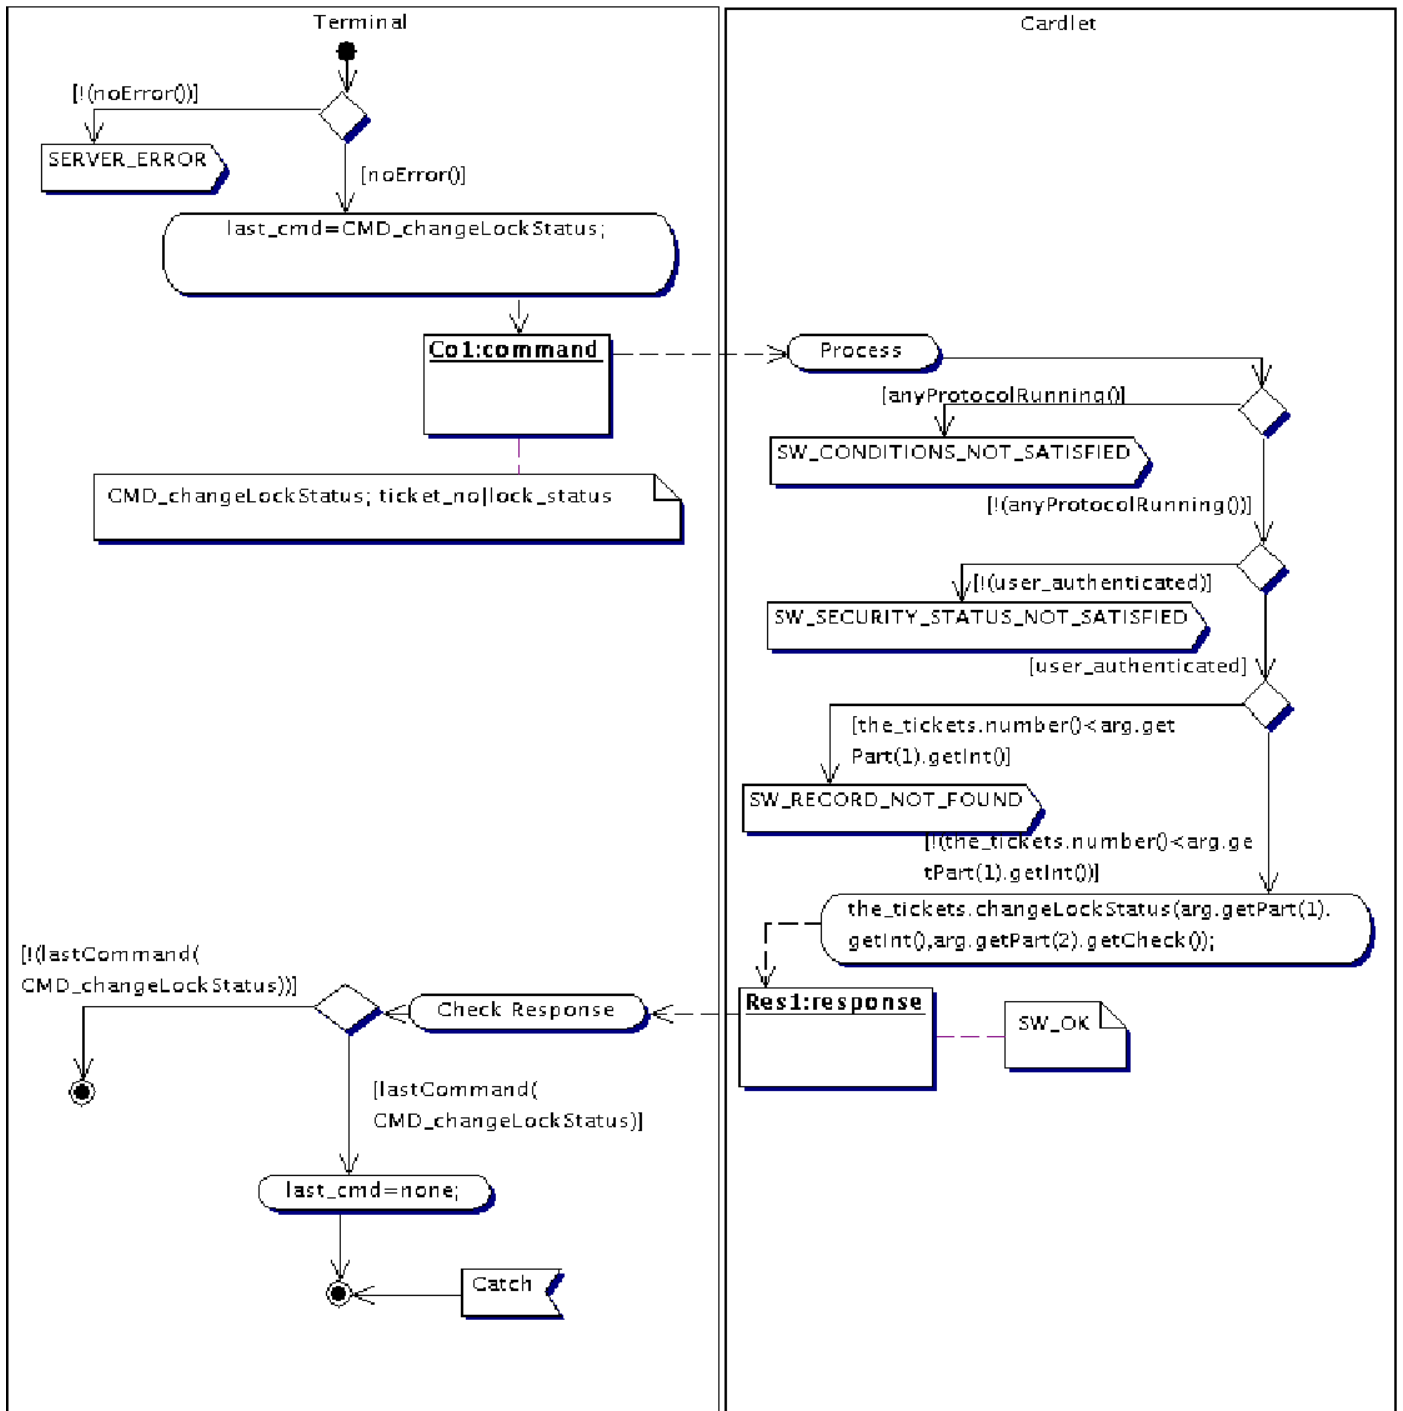 Terminal
Cardlet
[!(noError())]
SERVER_ERROR
[noError()]
last_cmd=CMD_changeLockStatus;
Co1:command
Process
[anyProtocolRunning()]
SW_CONDITIONS_NOT_SATISFIED
CMD_changeLockStatus; ticket_no|lock_status
[!(anyProtocolRunning())]
[!(user_authenticated)]
SW_SECURITY_STATUS_NOT_SATISFIED
[user_authenticated]
[the_tickets.number()<arg.get
Part(1).getInt()]
SW_RECORD_NOT_FOUND
[!(the_tickets.number()<arg.ge
tPart(1).getInt())]
the_tickets.changeLockStatus(arg.getPart(1).
getInt(),arg.getPart(2).getCheck());
[!(lastCommand(
CMD_changeLockStatus))]
Check Response
Res1:response
SW_OK
[lastCommand(
CMD_changeLockStatus)]
last_cmd=none;
Catch